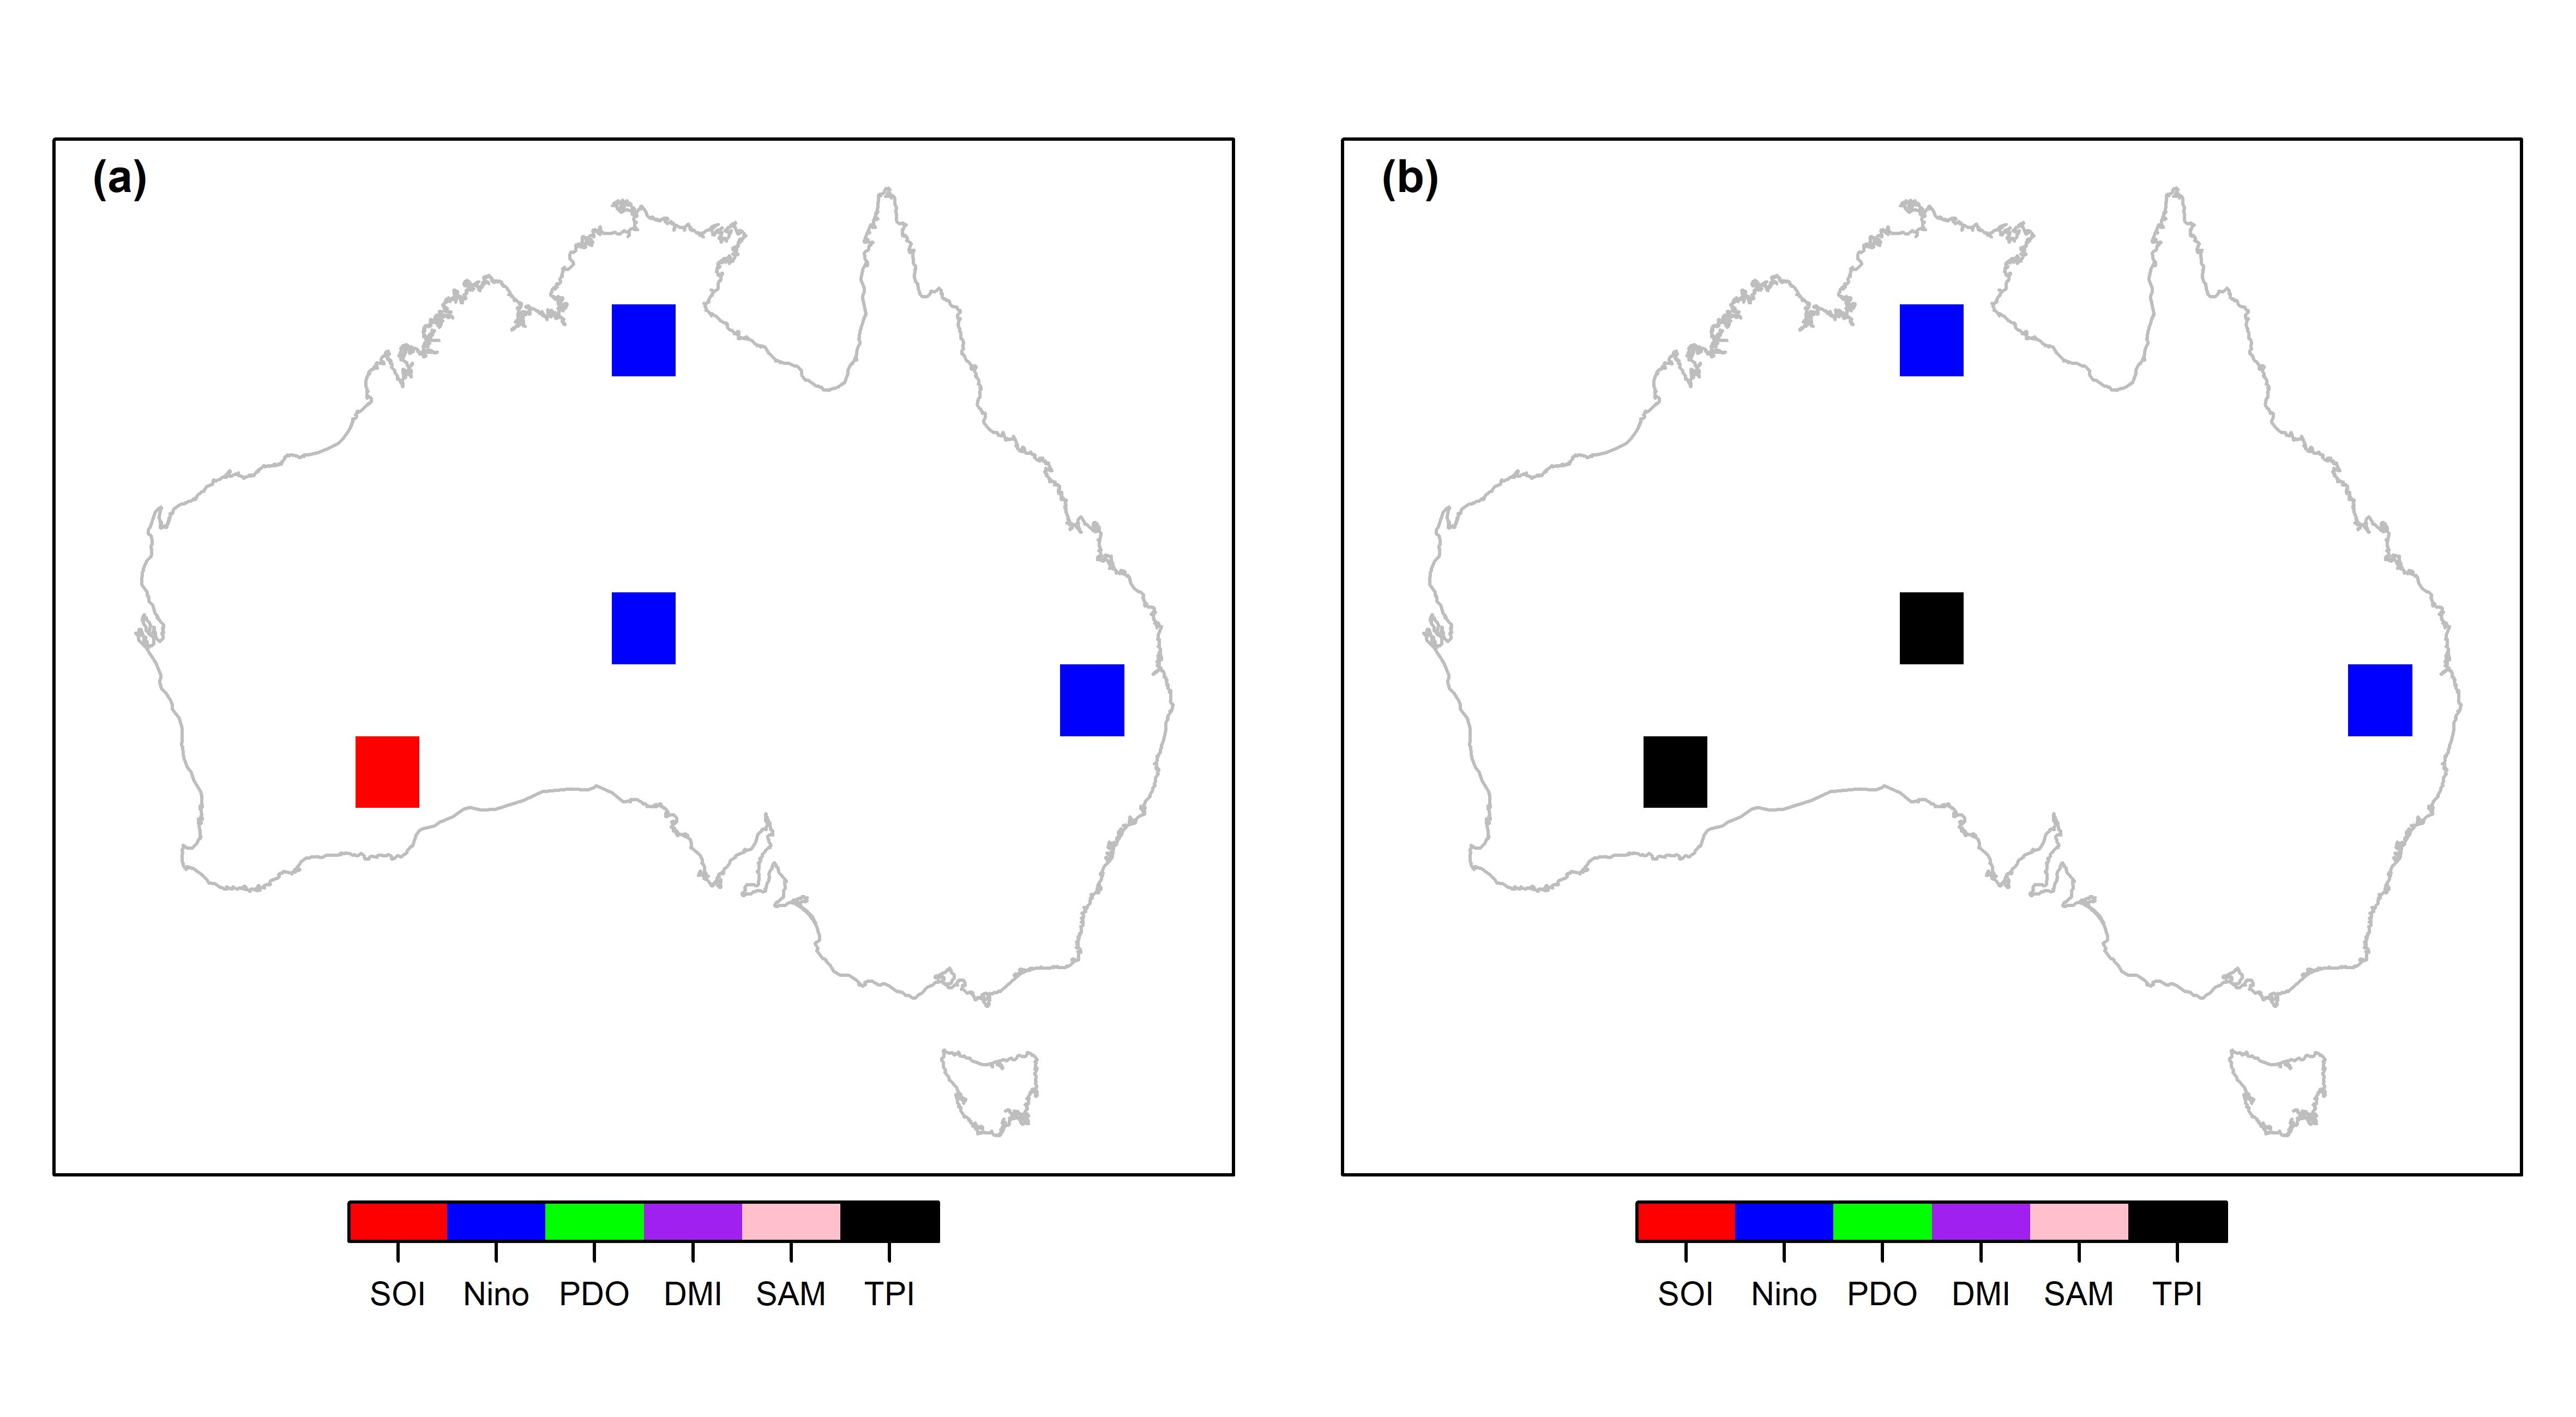 (a)
(b)
SOI Nino PDO DMI SAM TPI
SOI Nino PDO DMI SAM TPI